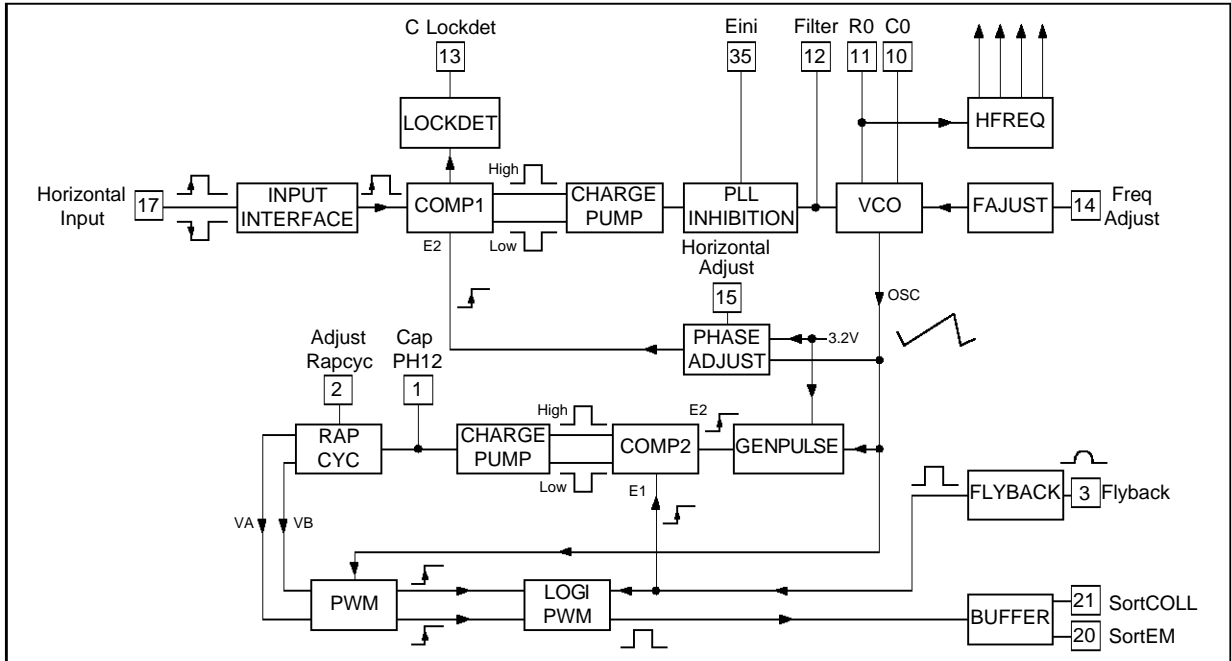 C Lockdet
13
Eini
35
Filter
12
R0
11
C0
10
LOCKDET
HFREQ
Horizontal
Input
17
INPUT
INTERFACE
COMP1
High
Low
E2
CHARGE
PUMP
PLL
INHIBITION
VCO
FAJUST
14
Freq
Adjust
Horizontal
Adjust
15
OSC
PHASE
ADJUST
3.2V
Adjust
Rapcyc
2
Cap
PH12
1
RAP
CYC
CHARGE
PUMP
High
Low
COMP2
E2
E1
GENPULSE
FLYBACK
3
Flyback
VA
VB
PWM
LOGI
PWM
BUFFER
21
SortCOLL
20
SortEM